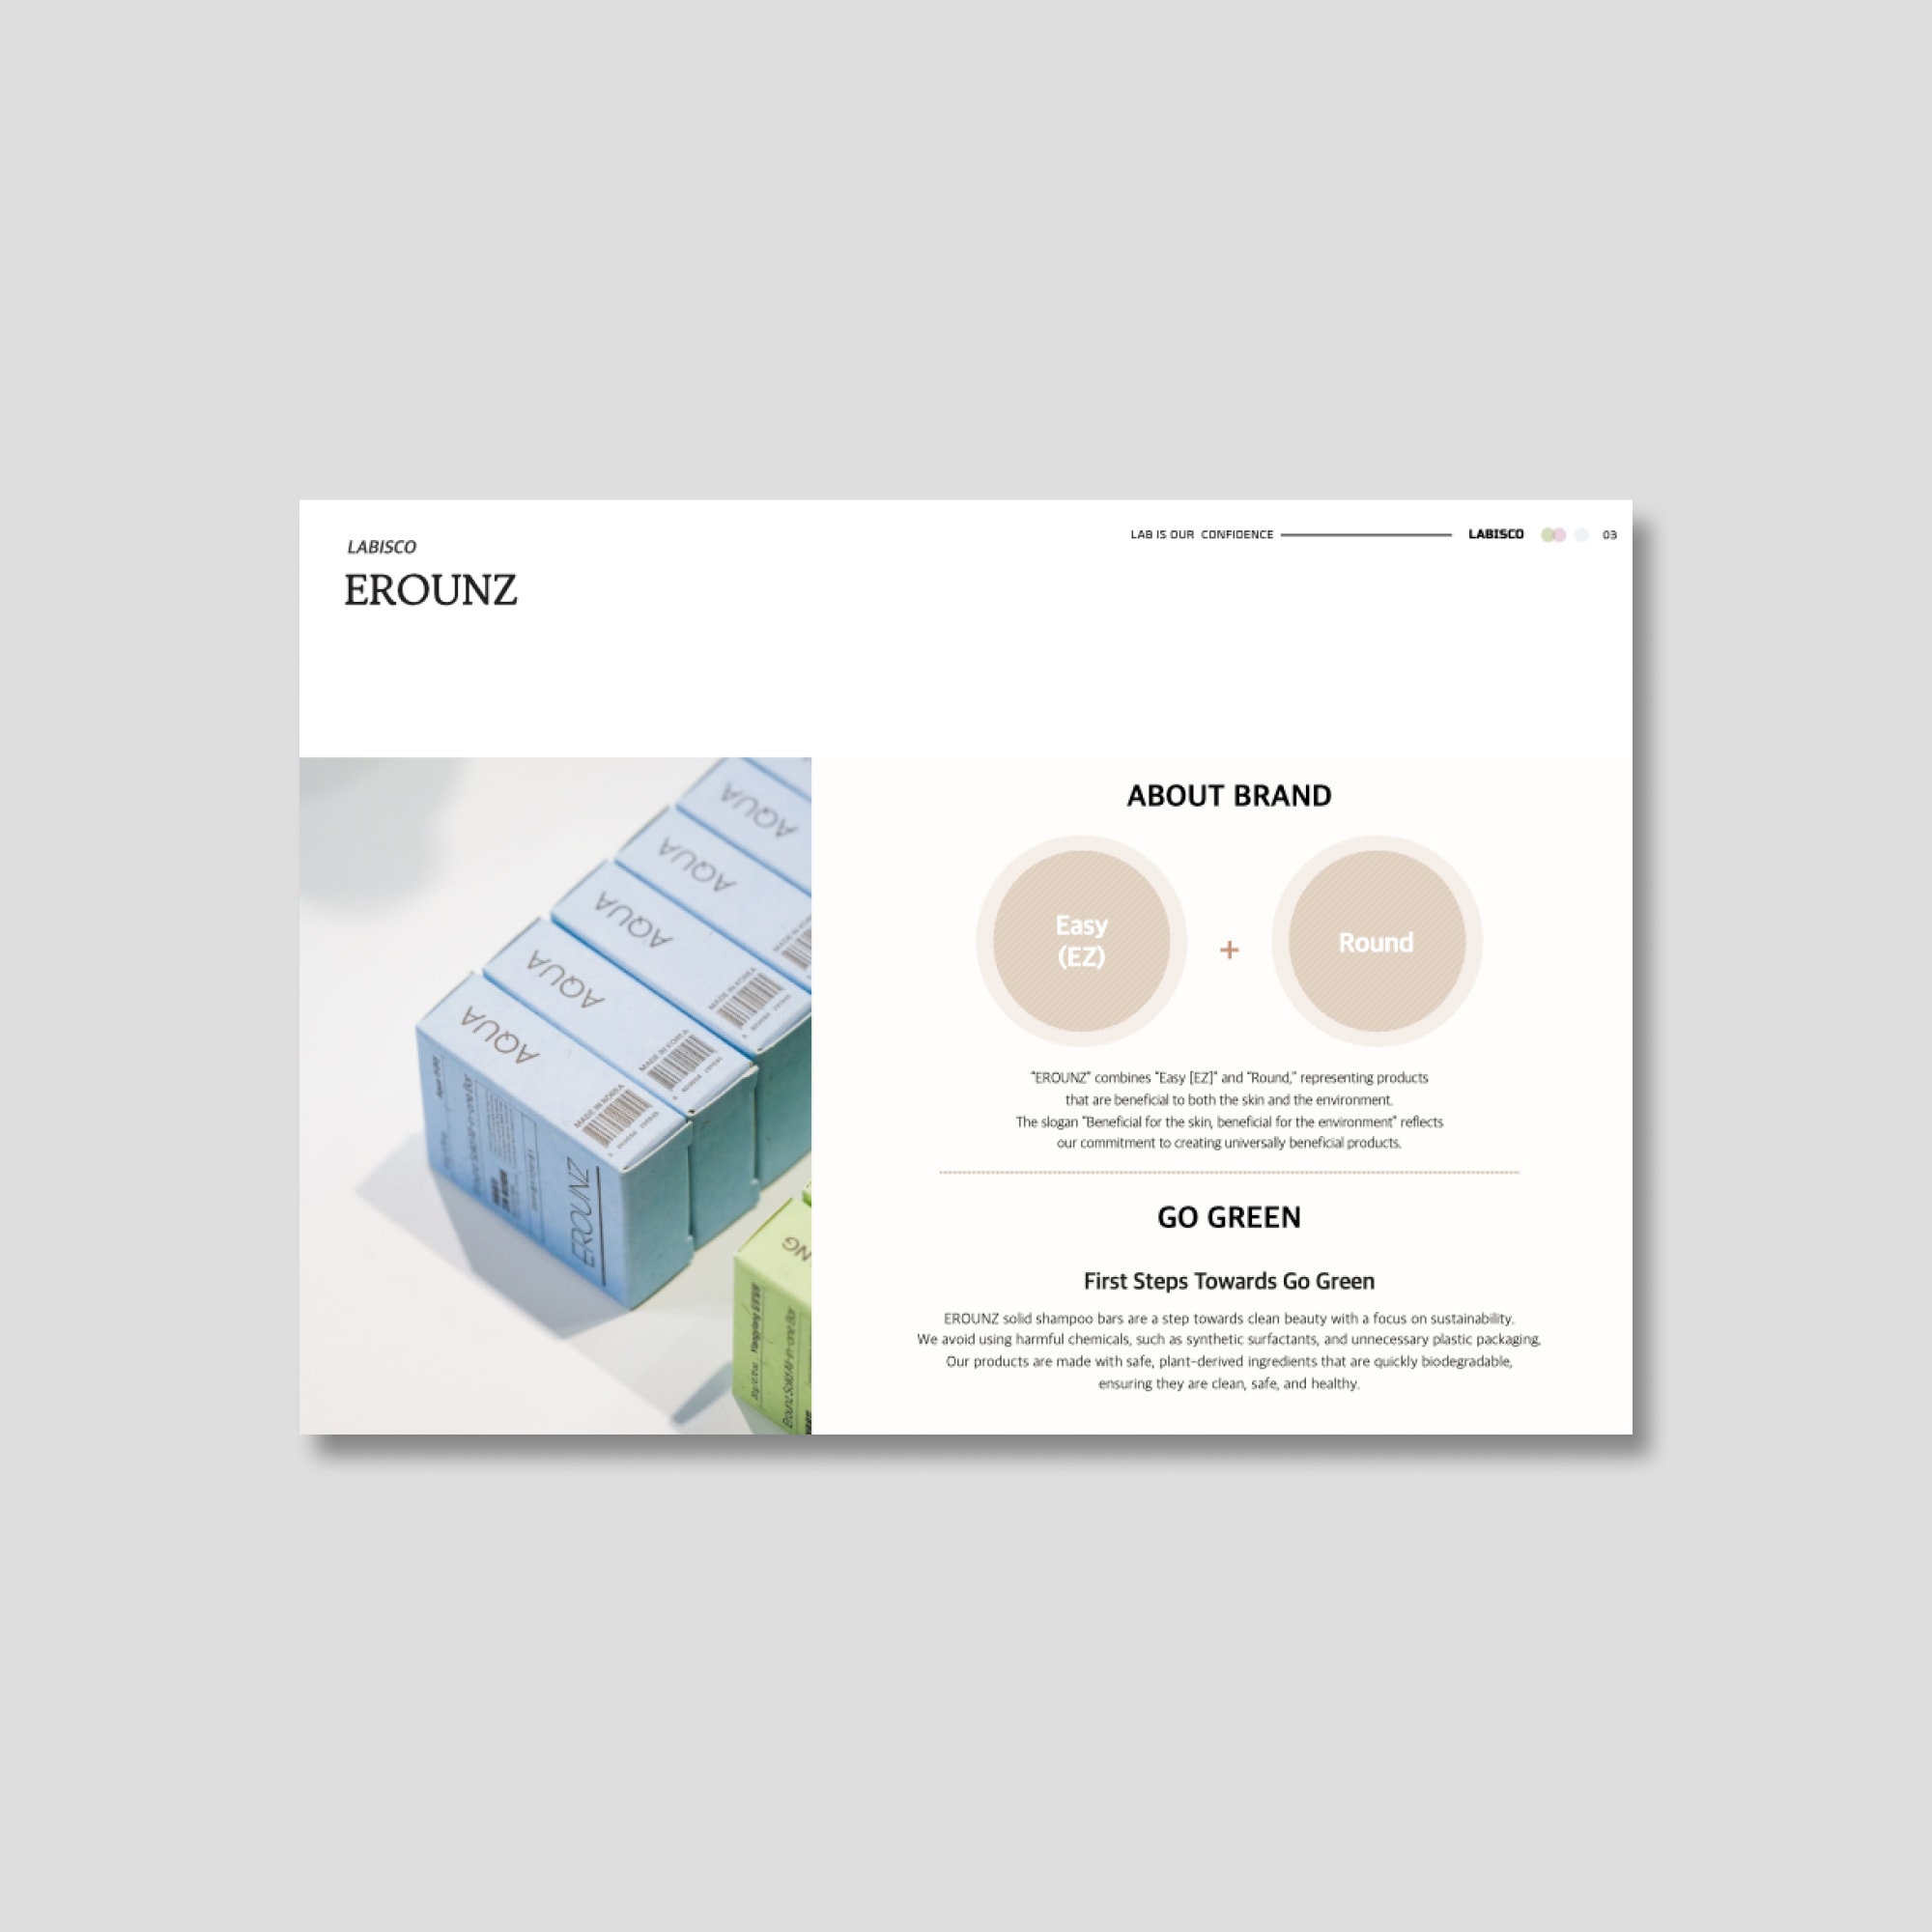 LABISCO
EROUNZ
LAB IS OUR CONFIDENCE
LABISCO
03
AQUA
AQUA
AQUA
AQUA
AQUA
MADE IN KOREA
MADE IN KOREA
MADE IN KOREA
EROUNZ
Erounz Solid All-in-one Bar
ABOUT BRAND
Easy
(EZ)
+
Round
"EROUNZ" combines "Easy [EZ]" and "Round," representing products
that are beneficial to both the skin and the environment.
The slogan "Beneficial for the skin, beneficial for the environment" reflects
our commitment to creating universally beneficial products.
GO GREEN
First Steps Towards Go Green
EROUNZ solid shampoo bars are a step towards clean beauty with a focus on sustainability.
We avoid using harmful chemicals, such as synthetic surfactants, and unnecessary plastic packaging.
Our products are made with safe, plant-derived ingredients that are quickly biodegradable,
ensuring they are clean, safe, and healthy.